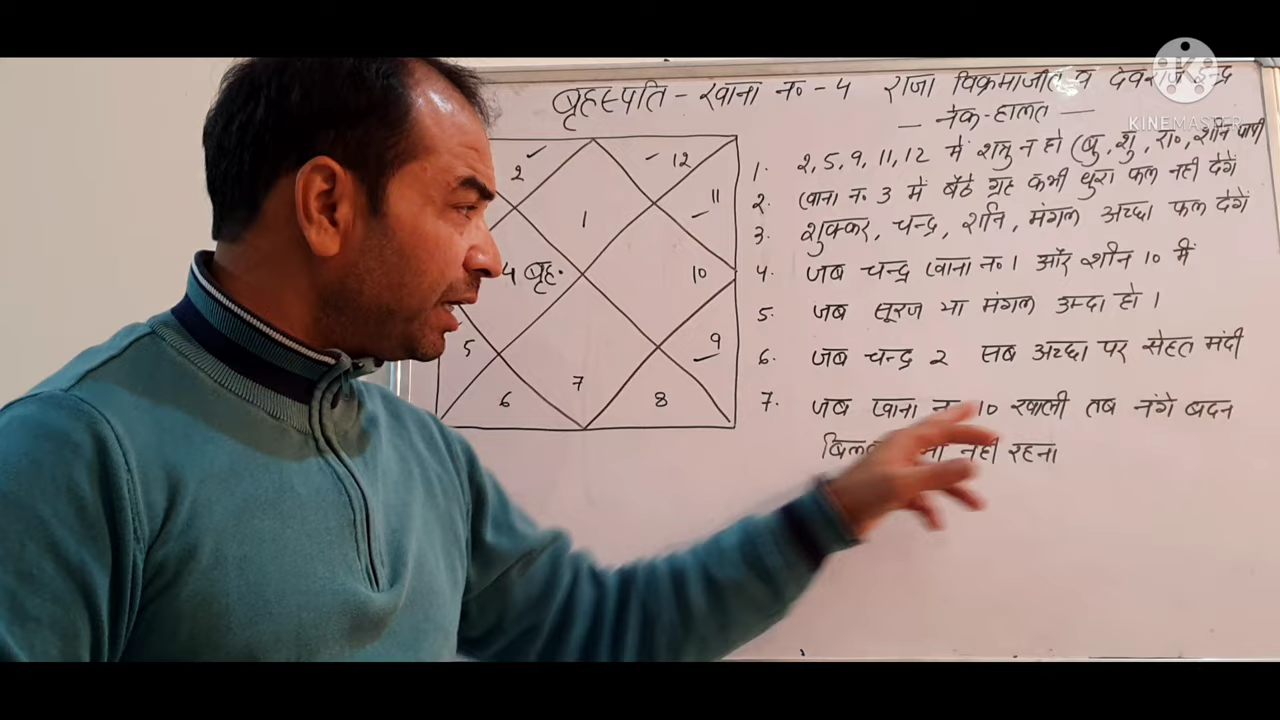 बृहस्पति - खाना न॰ - 4 राजा विक्रमाजीत व देवराज इन्द्र
— नेक-हालत —
KINEMASTER
1. 2, 5, 9, 11, 12 में शत्रु न हो (बु, शु, रा॰, शनि पापी
2. खाना न॰ 3 में बैठे ग्रह कभी बुरा फल नही देगें
3. शुक्कर, चन्द्र, शनि, मंगल अच्छा फल देगें
4. जब चन्द्र खाना न॰ 1 और शनि 10 में
5. जब सूरज या मंगल उम्दा हो।
6. जब चन्द्र 2 सब अच्छा पर सेहत मंदी
7. जब खाना न॰ 10 खाली तब नंगे बदन
नही रहना
2
12
1
11
4 बृह॰
10
5
9
7
6
8